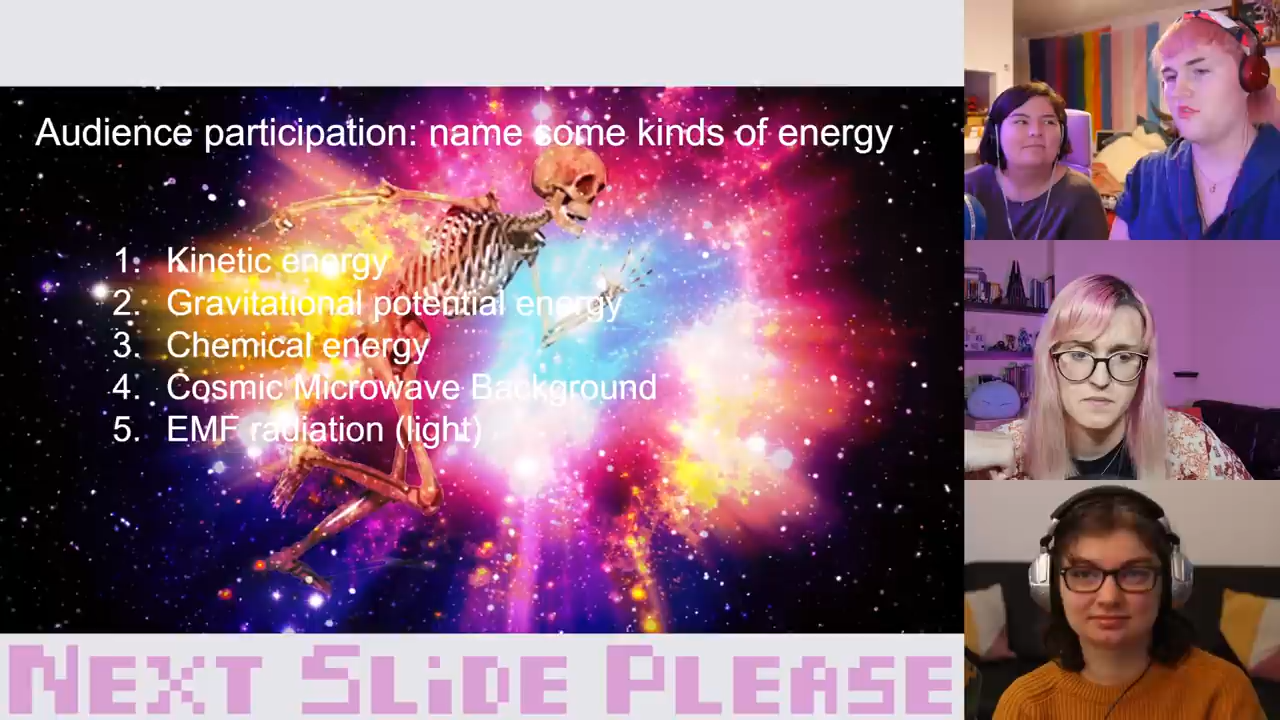 Audience participation: name some kinds of energy
1. Kinetic energy
2. Gravitational potential energy
3. Chemical energy
4. Cosmic Microwave Background
5. EMF radiation (light)
NEXT SLiDE PLEASE